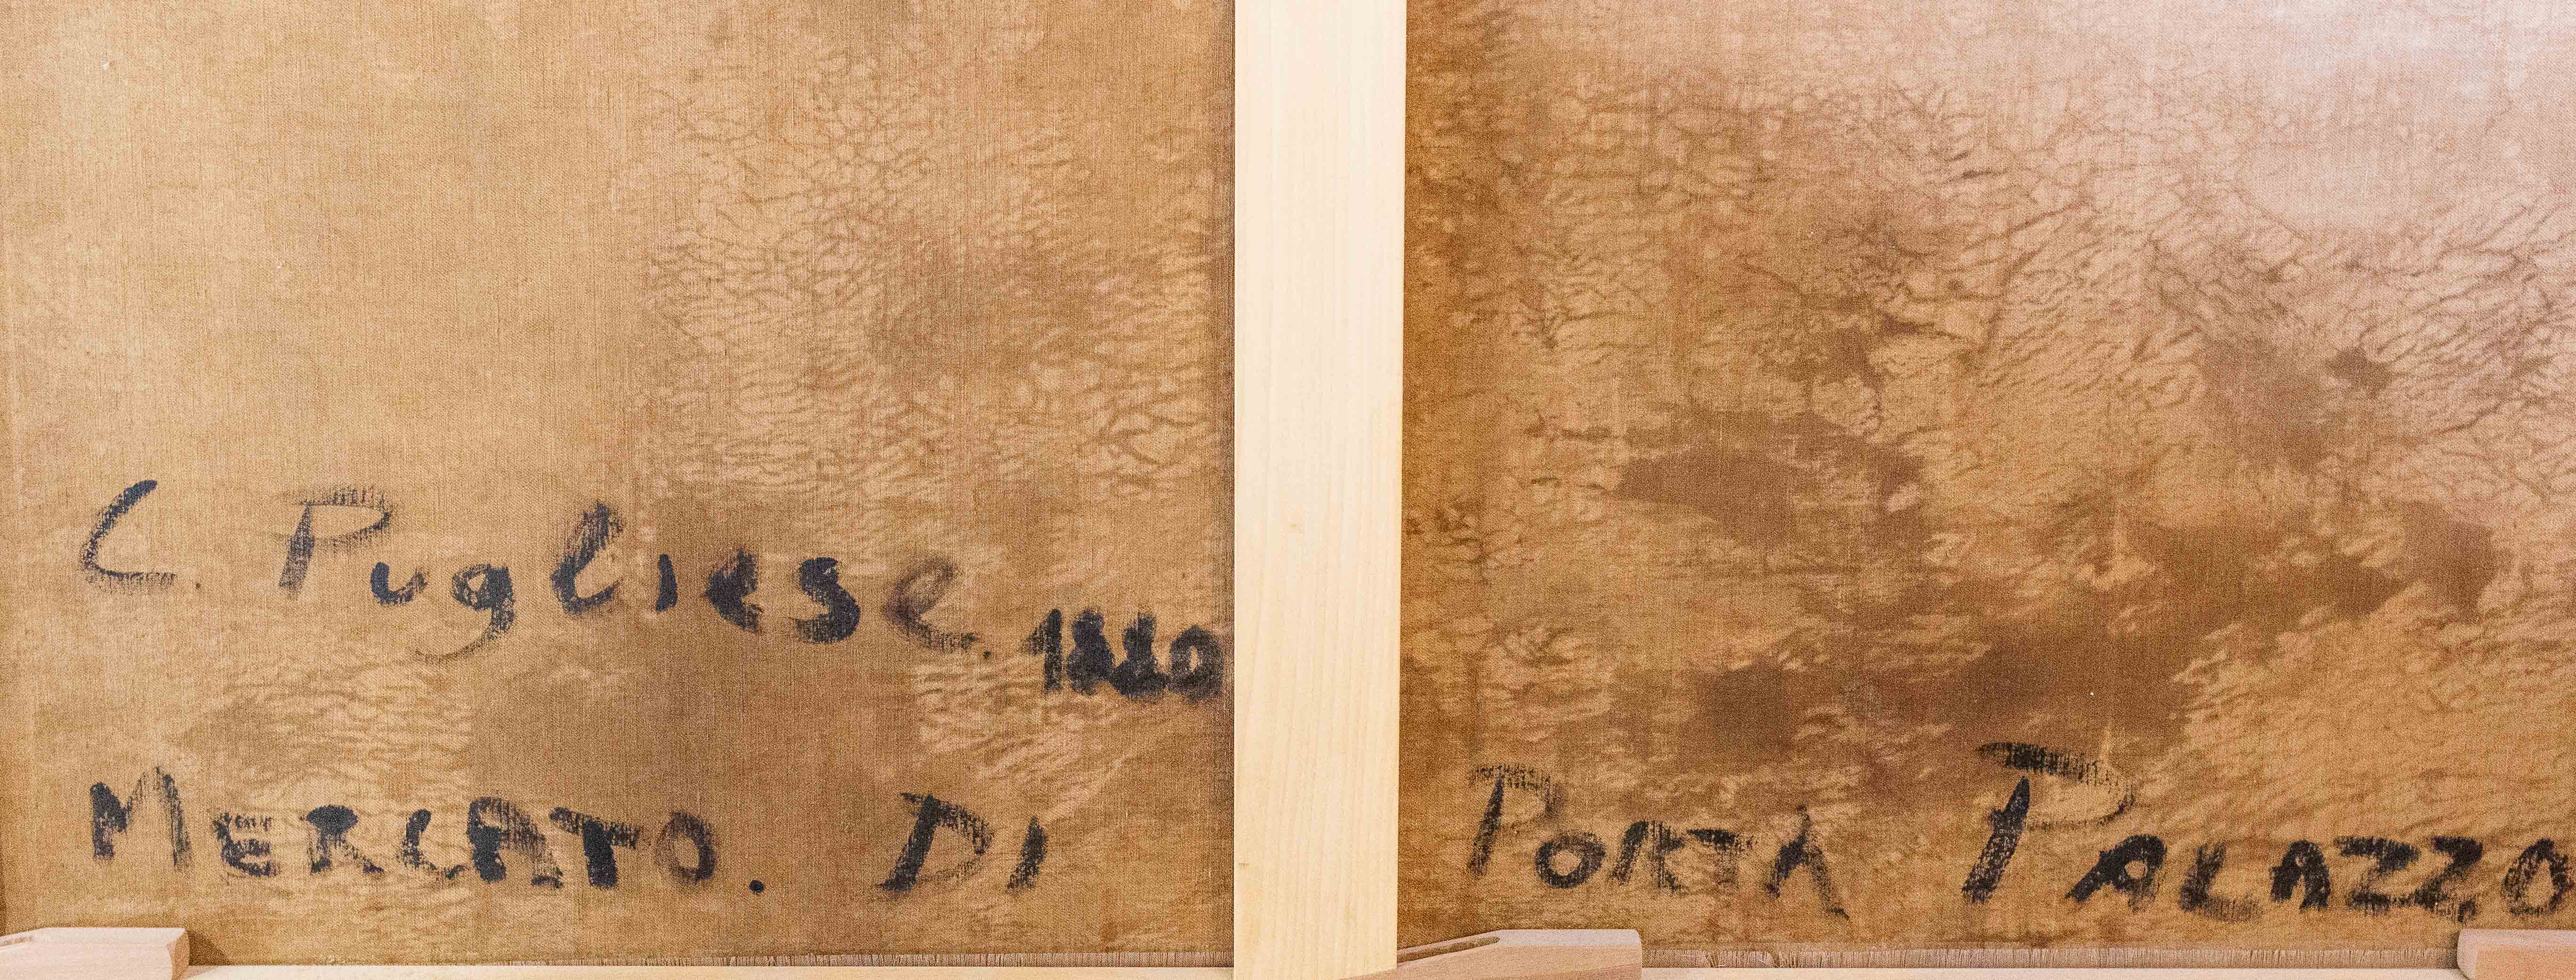 C. Pugliese. 1880
MERCATO. DI PORTA PALAZZO